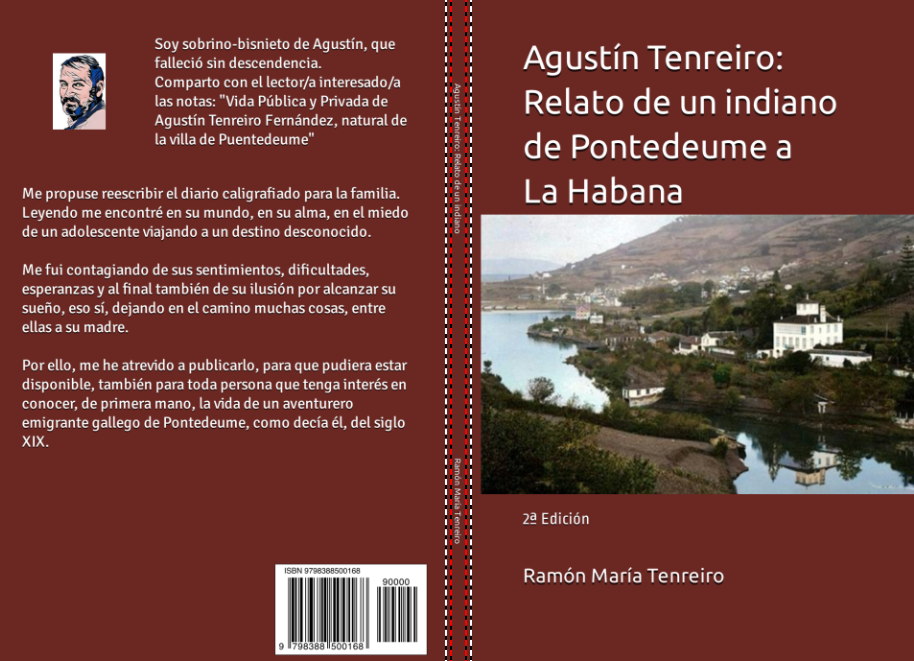 Soy sobrino-bisnieto de Agustín, que
falleció sin descendencia.
Comparto con el lector/a interesado/a
las notas: "Vida Pública y Privada de
Agustín Tenreiro Fernández, natural de
la villa de Puentedeume"
Me propuse reescribir el diario caligrafiado para la familia.
Leyendo me encontré en su mundo, en su alma, en el miedo
de un adolescente viajando a un destino desconocido.
Me fui contagiando de sus sentimientos, dificultades,
esperanzas y al final también de su ilusión por alcanzar su
sueño, eso sí, dejando en el camino muchas cosas, entre
ellas a su madre.
Por ello, me he atrevido a publicarlo, para que pudiera estar
disponible, también para toda persona que tenga interés en
conocer, de primera mano, la vida de un aventurero
emigrante gallego de Pontedeume, como decía él, del siglo
XIX.
ISBN 9798388500168
90000
9 798388 500168
Agustín Tenreiro: Relato de un indiano
Ramón María Tenreiro
Agustín Tenreiro:
Relato de un indiano
de Pontedeume a
La Habana
2ª Edición
Ramón María Tenreiro